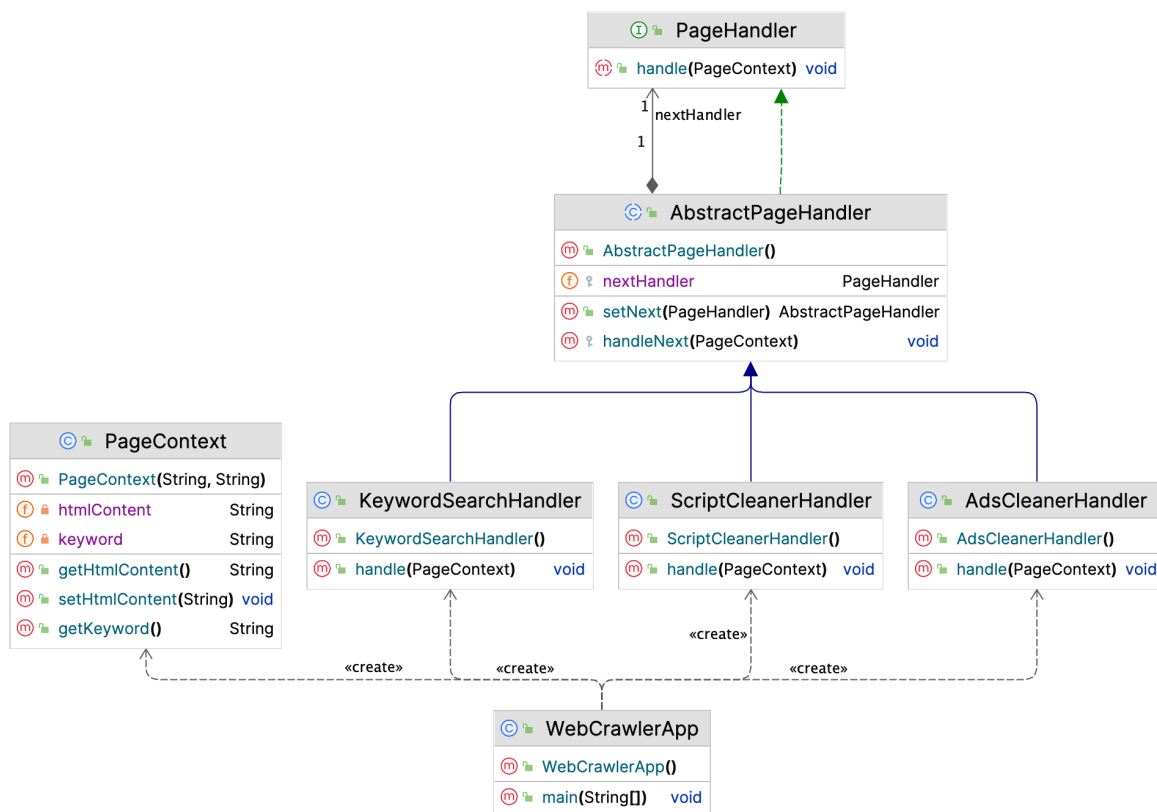 PageHandler
handle(PageContext) void
1
nextHandler
1
AbstractPageHandler
AbstractPageHandler()
nextHandler PageHandler
setNext(PageHandler) AbstractPageHandler
handleNext(PageContext) void
PageContext
PageContext(String, String)
htmlContent String
keyword String
getHtmlContent() String
setHtmlContent(String) void
getKeyword() String
KeywordSearchHandler
KeywordSearchHandler()
handle(PageContext) void
ScriptCleanerHandler
ScriptCleanerHandler()
handle(PageContext) void
AdsCleanerHandler
AdsCleanerHandler()
handle(PageContext) void
«create»
«create»
«create»
«create»
WebCrawlerApp
WebCrawlerApp()
main(String[]) void